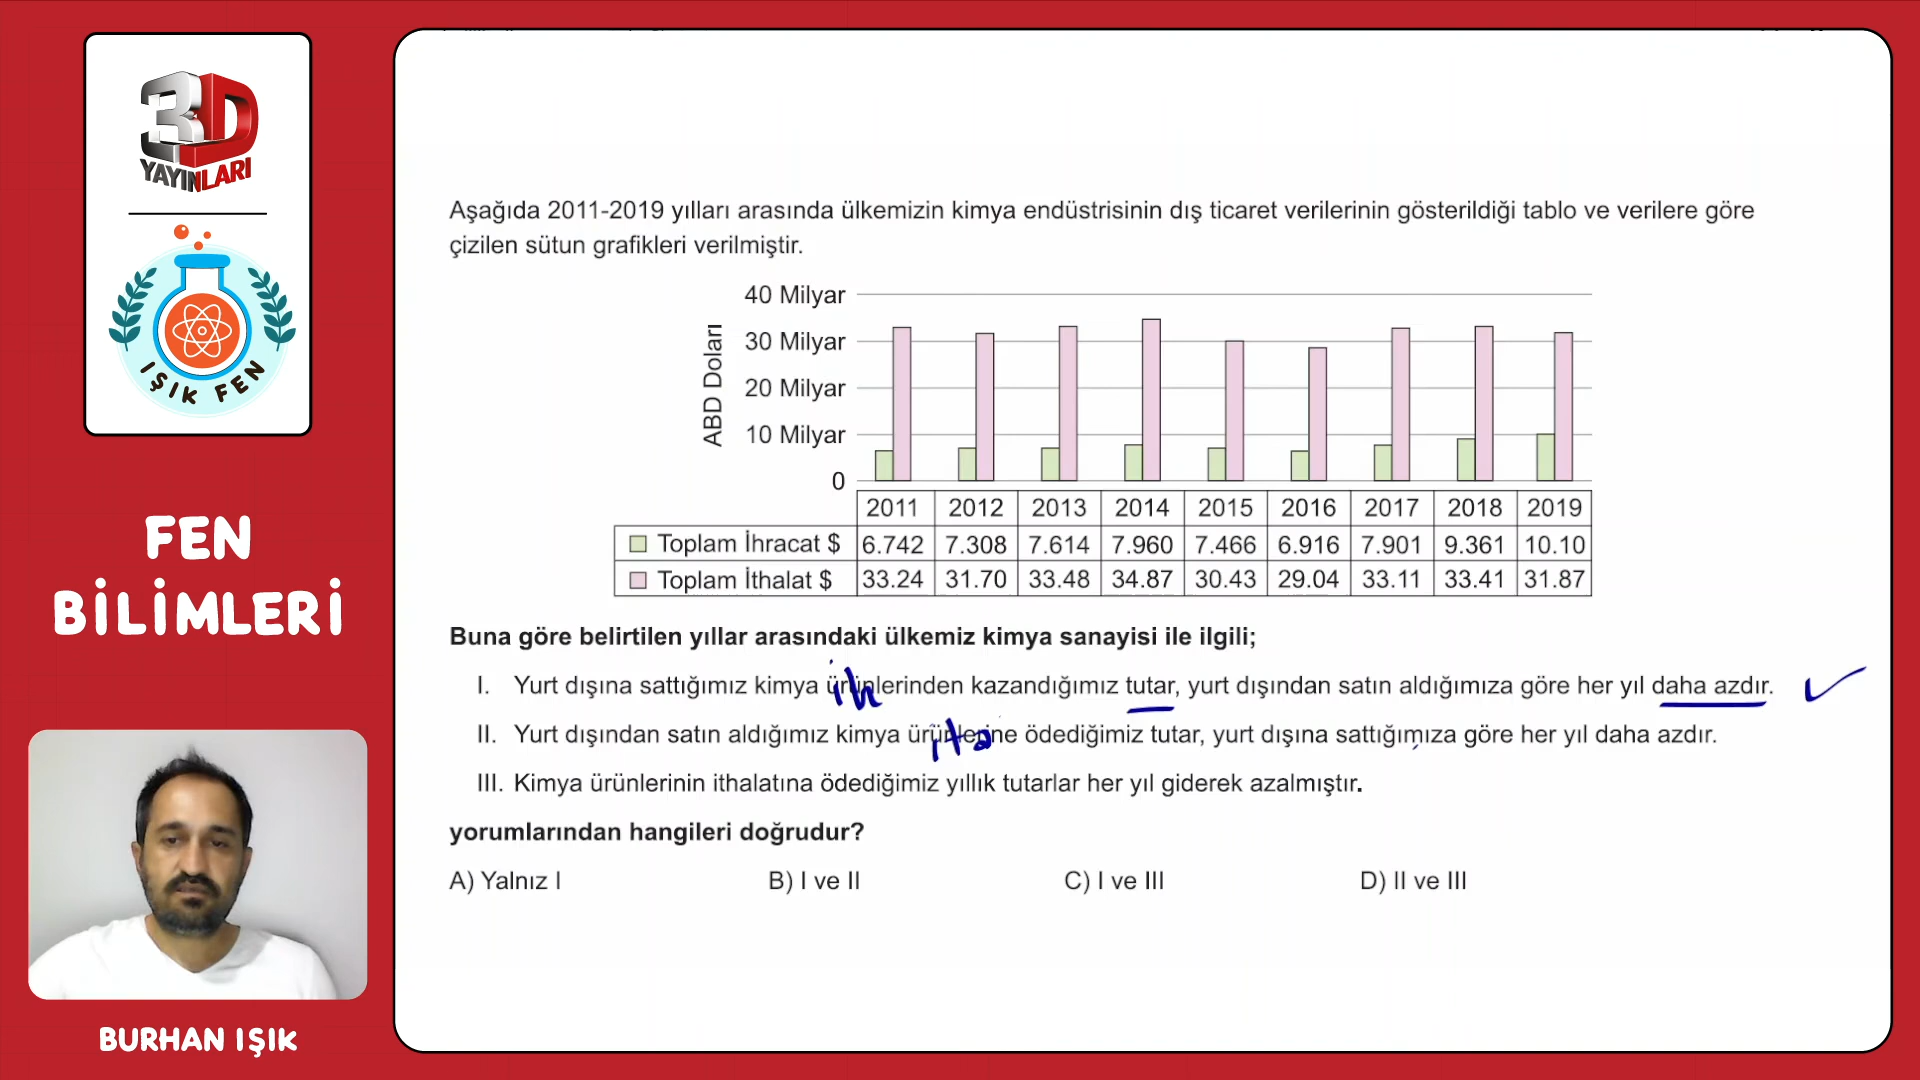 3D
YAYINLARI
IŞIK FEN
FEN
BİLİMLERİ
BURHAN IŞIK
Aşağıda 2011-2019 yılları arasında ülkemizin kimya endüstrisinin dış ticaret verilerinin gösterildiği tablo ve verilere göre
çizilen sütun grafikleri verilmiştir.
ABD Doları
40 Milyar
30 Milyar
20 Milyar
10 Milyar
0
2011 2012 2013 2014 2015 2016 2017 2018 2019
Toplam İhracat $ 6.742 7.308 7.614 7.960 7.466 6.916 7.901 9.361 10.10
Toplam İthalat $ 33.24 31.70 33.48 34.87 30.43 29.04 33.11 33.41 31.87
Buna göre belirtilen yıllar arasındaki ülkemiz kimya sanayisi ile ilgili;
I. Yurt dışına sattığımız kimya ürünlerinden kazandığımız tutar, yurt dışından satın aldığımıza göre her yıl daha azdır.
ih
II. Yurt dışından satın aldığımız kimya ürünlerine ödediğimiz tutar, yurt dışına sattığımıza göre her yıl daha azdır.
ita
III. Kimya ürünlerinin ithalatına ödediğimiz yıllık tutarlar her yıl giderek azalmıştır.
yorumlarından hangileri doğrudur?
A) Yalnız I B) I ve II C) I ve III D) II ve III